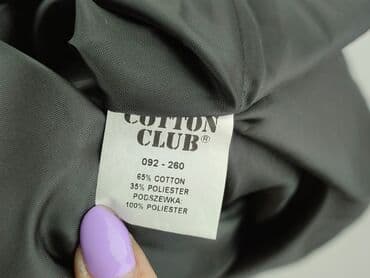 COTTON
CLUB®
092 - 260
65% COTTON
35% POLIESTER
PODSZEWKA:
100% POLIESTER